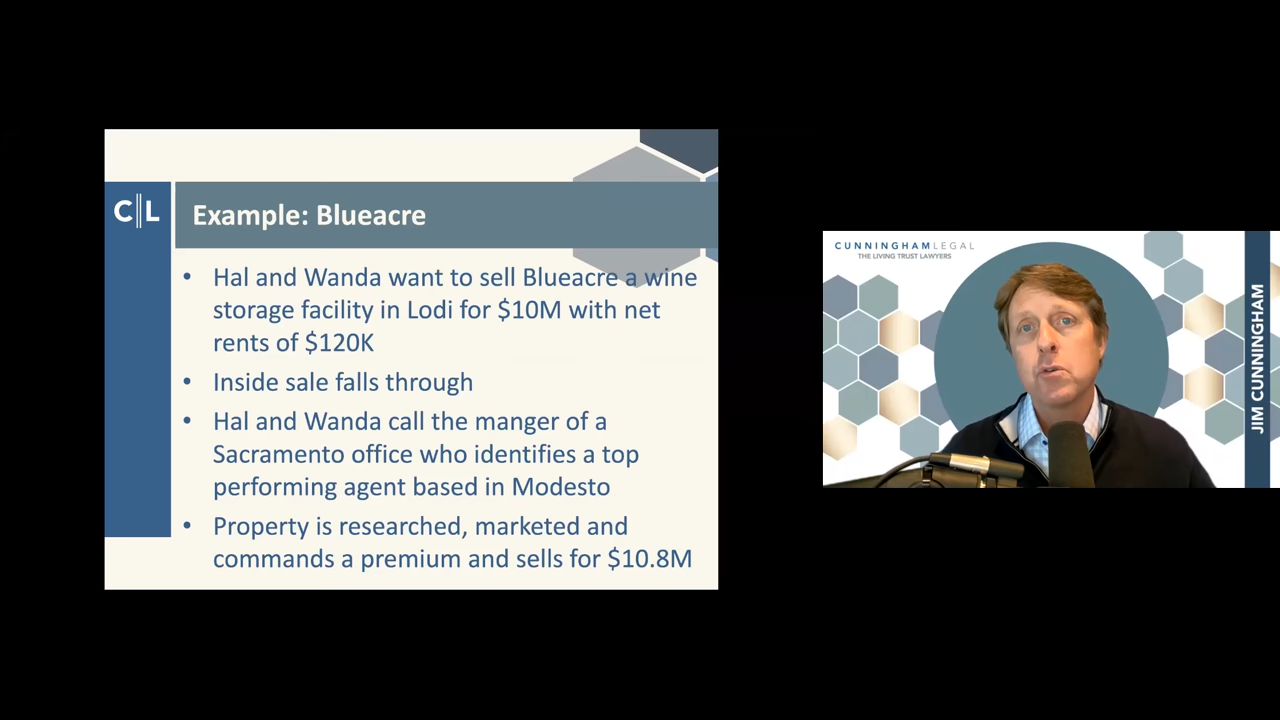 C||L
Example: Blueacre
• Hal and Wanda want to sell Blueacre a wine
storage facility in Lodi for $10M with net
rents of $120K
• Inside sale falls through
• Hal and Wanda call the manger of a
Sacramento office who identifies a top
performing agent based in Modesto
• Property is researched, marketed and
commands a premium and sells for $10.8M
CUNNINGHAMLEGAL
THE LIVING TRUST LAWYERS
JIM CUNNINGHAM